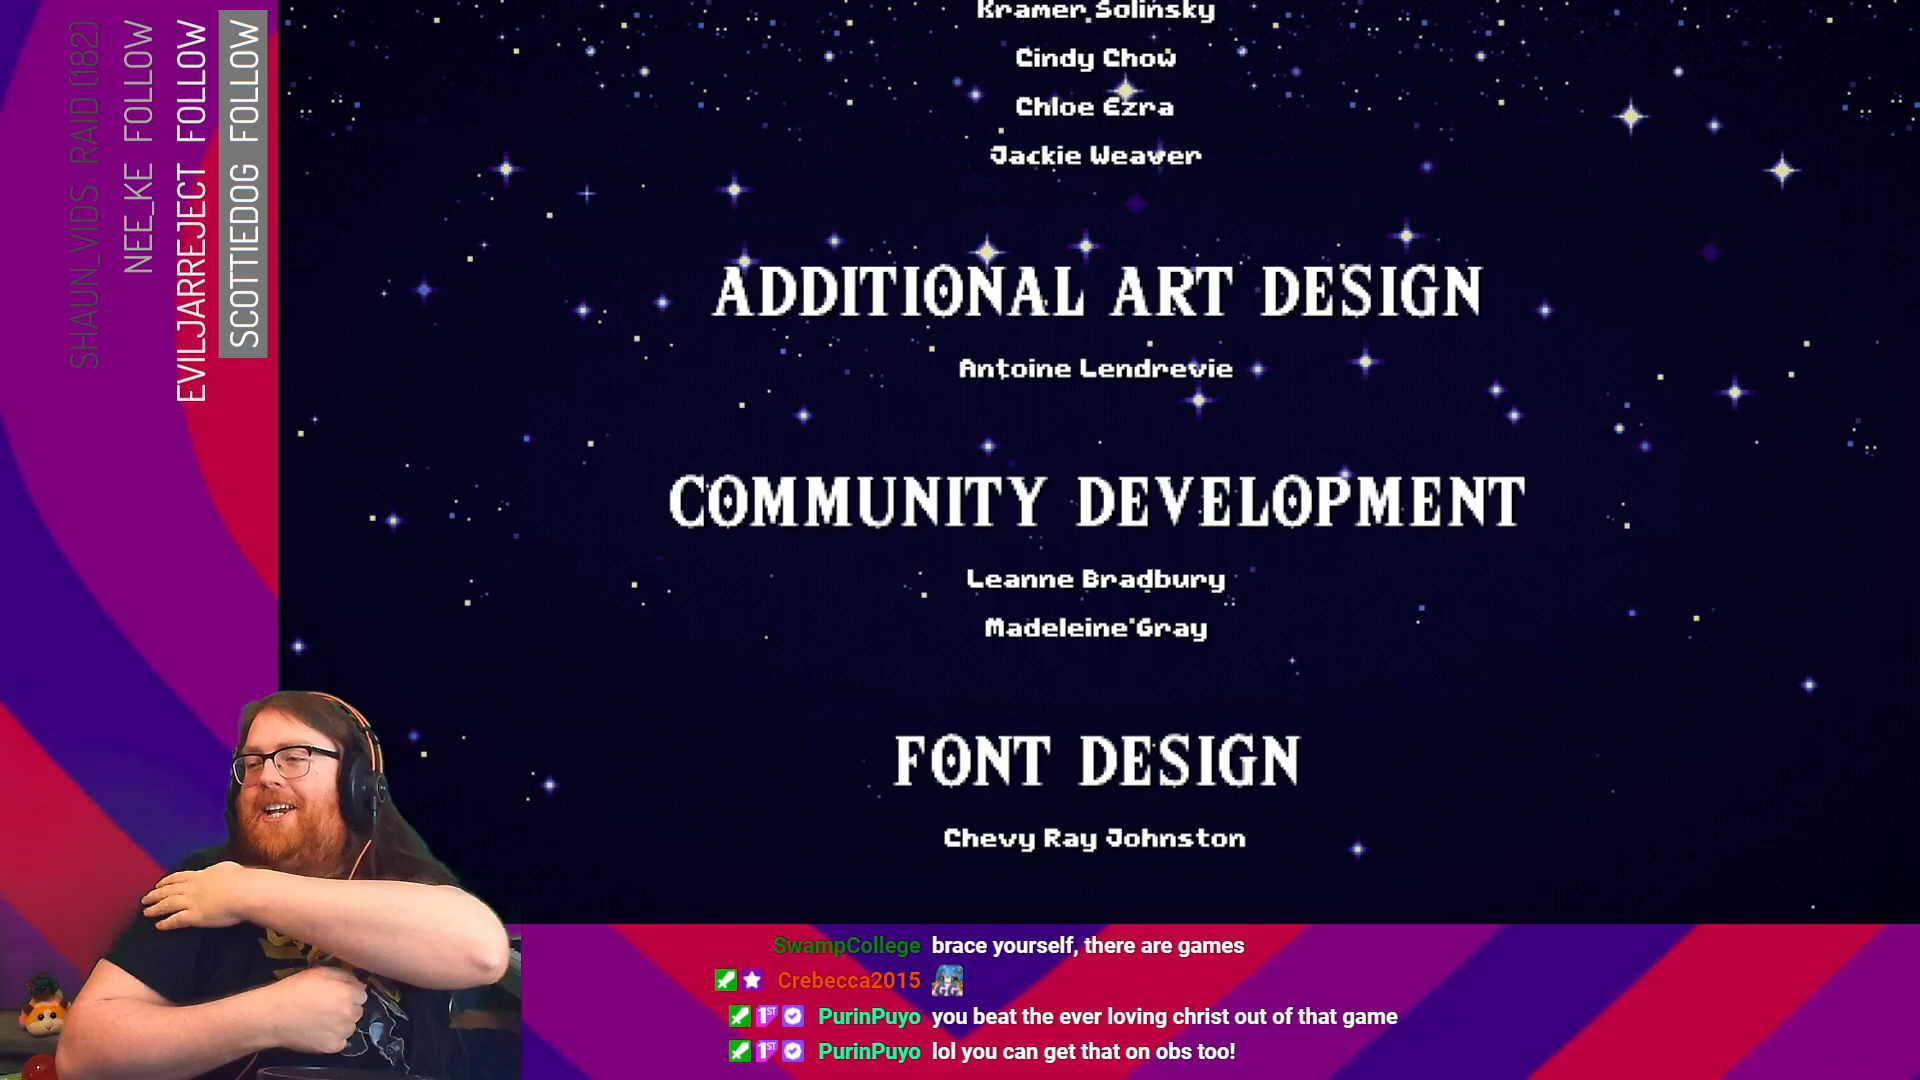 SHAUN_VIDS RAID (182)
NEE_KE FOLLOW
EVILJARREJECT FOLLOW
SCOTTIEDOG FOLLOW
Kramer Solinsky
Cindy Chow
Chloe Ezra
Jackie Weaver
ADDITIONAL ART DESIGN
Antoine Lendrevie
COMMUNITY DEVELOPMENT
Leanne Bradbury
Madeleine Gray
FONT DESIGN
Chevy Ray Johnston
SwampCollege brace yourself, there are games
Crebecca2015 GG
1ST PurinPuyo you beat the ever loving christ out of that game
1ST PurinPuyo lol you can get that on obs too!